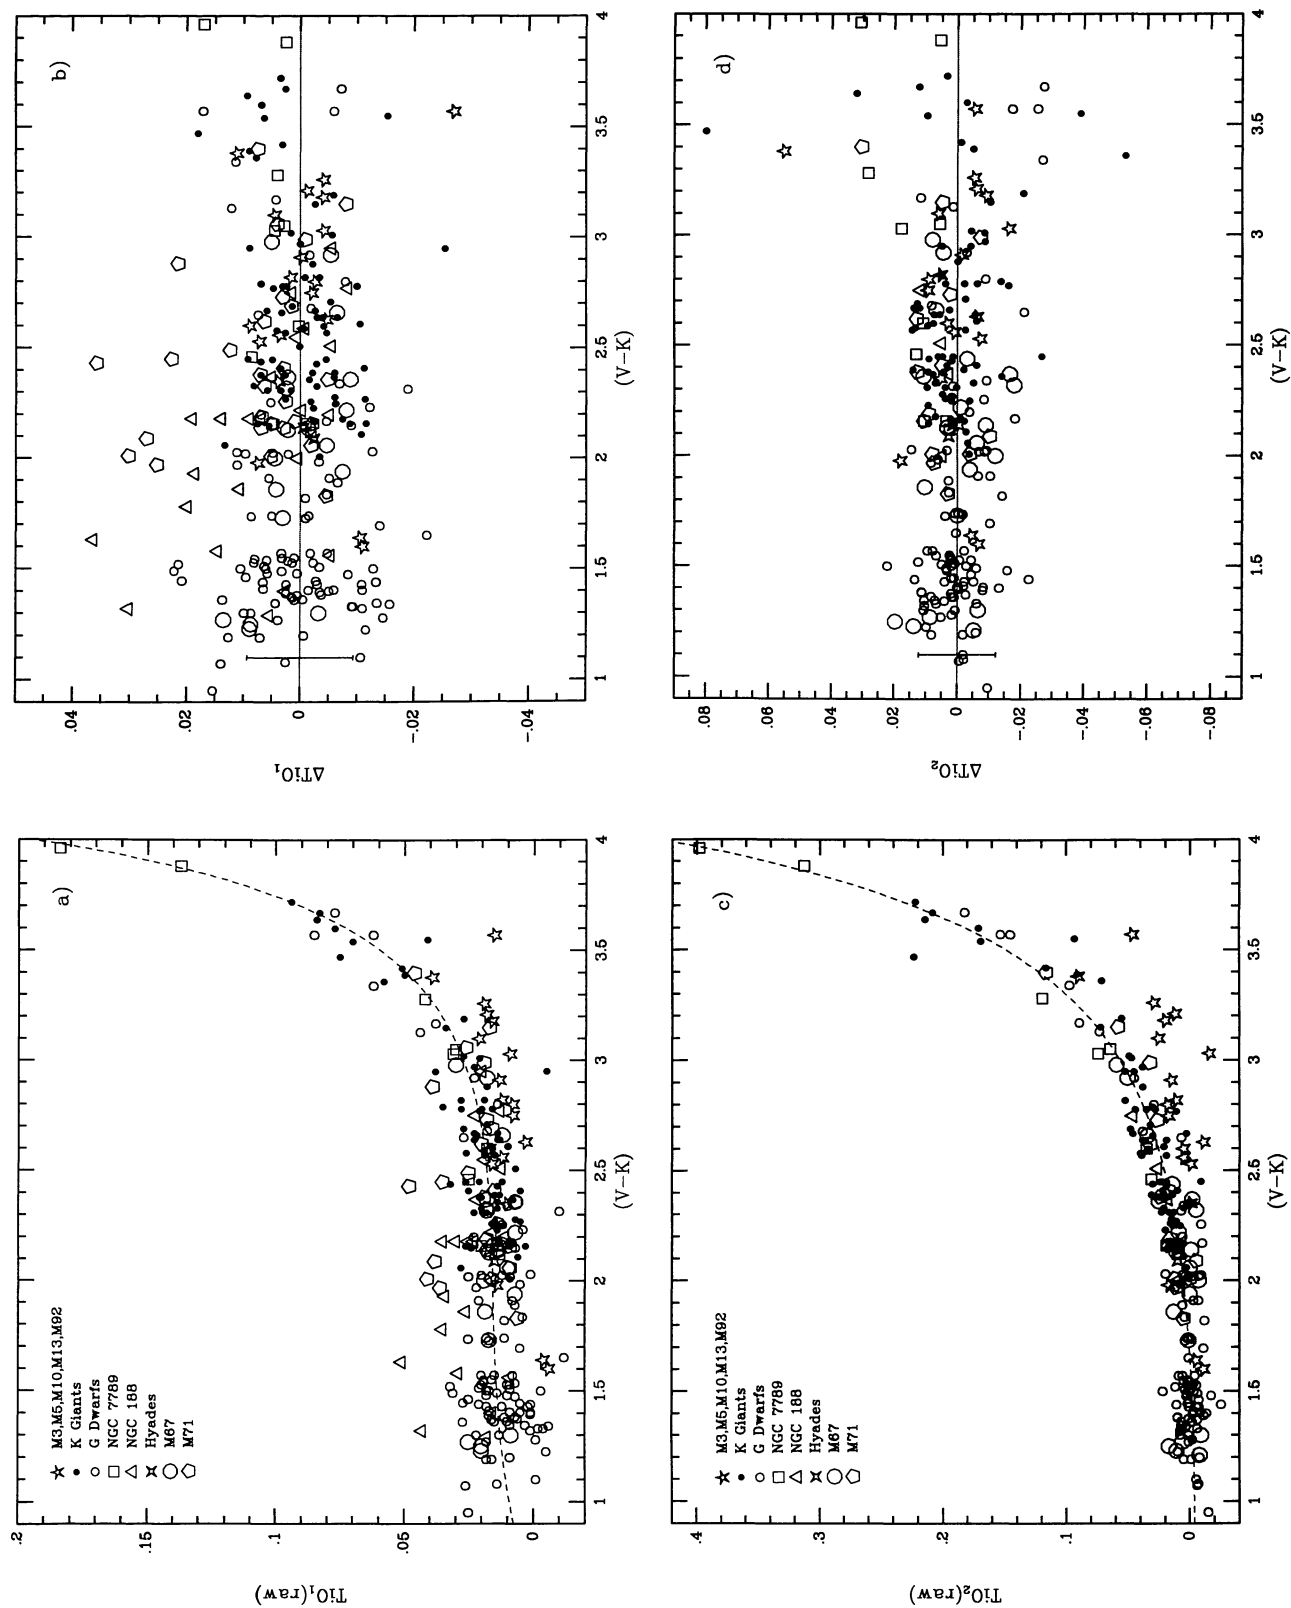 a)
TiO₁(raw)
.2
.15
.1
.05
0
M3,M5,M10,M13,M92
K Giants
G Dwarfs
NGC 7789
NGC 188
Hyades
M67
M71
1
1.5
2
2.5
3
3.5
4
(V−K)
b)
ΔTiO₁
.04
.02
0
−.02
−.04
1
1.5
2
2.5
3
3.5
4
(V−K)
c)
TiO₂(raw)
.4
.3
.2
.1
0
M3,M5,M10,M13,M92
K Giants
G Dwarfs
NGC 7789
NGC 188
Hyades
M67
M71
1
1.5
2
2.5
3
3.5
4
(V−K)
d)
ΔTiO₂
.08
.06
.04
.02
0
−.02
−.04
−.06
−.08
1
1.5
2
2.5
3
3.5
4
(V−K)